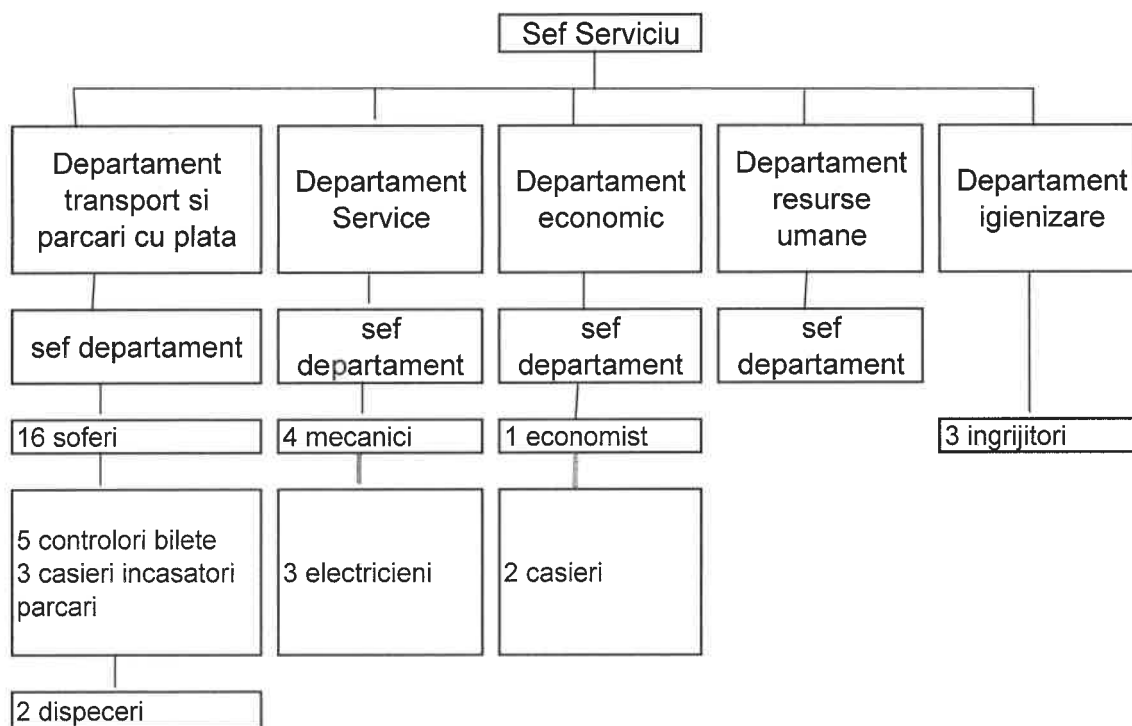 Sef Serviciu
Departament
transport si
parcari cu plata
Departament
Service
Departament
economic
Departament
resurse
umane
Departament
igienizare
sef departament
sef
departament
sef
departament
sef
departament
16 soferi
4 mecanici
1 economist
3 ingrijitori
5 controlori bilete
3 casieri incasatori
parcari
3 electricieni
2 casieri
2 dispeceri